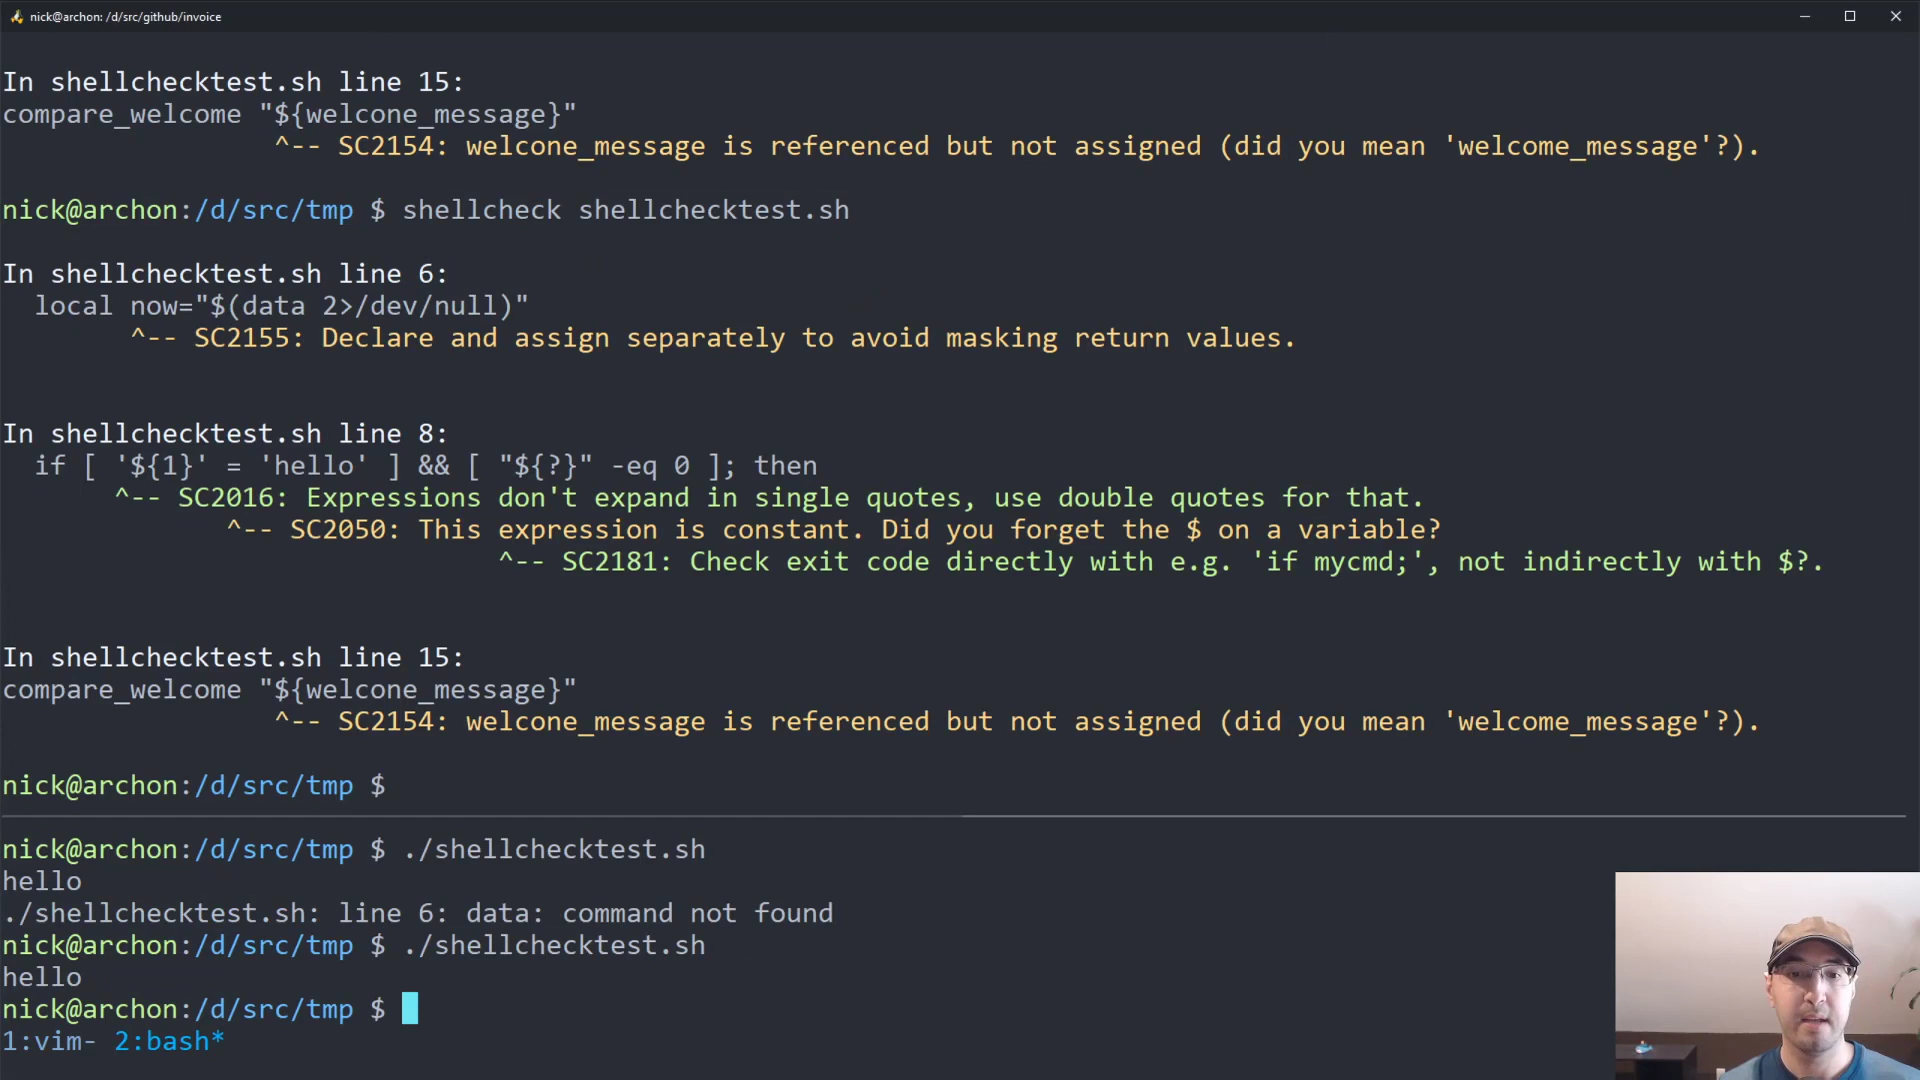 nick@archon: /d/src/github/invoice
In shellchecktest.sh line 15:
compare_welcome "${welcone_message}"
^-- SC2154: welcone_message is referenced but not assigned (did you mean 'welcome_message'?).
nick@archon:/d/src/tmp $ shellcheck shellchecktest.sh
In shellchecktest.sh line 6:
local now="$(data 2>/dev/null)"
^-- SC2155: Declare and assign separately to avoid masking return values.
In shellchecktest.sh line 8:
if [ '${1}' = 'hello' ] && [ "${?}" -eq 0 ]; then
^-- SC2016: Expressions don't expand in single quotes, use double quotes for that.
^-- SC2050: This expression is constant. Did you forget the $ on a variable?
^-- SC2181: Check exit code directly with e.g. 'if mycmd;', not indirectly with $?.
In shellchecktest.sh line 15:
compare_welcome "${welcone_message}"
^-- SC2154: welcone_message is referenced but not assigned (did you mean 'welcome_message'?).
nick@archon:/d/src/tmp $
nick@archon:/d/src/tmp $ ./shellchecktest.sh
hello
./shellchecktest.sh: line 6: data: command not found
nick@archon:/d/src/tmp $ ./shellchecktest.sh
hello
nick@archon:/d/src/tmp $
1:vim- 2:bash*